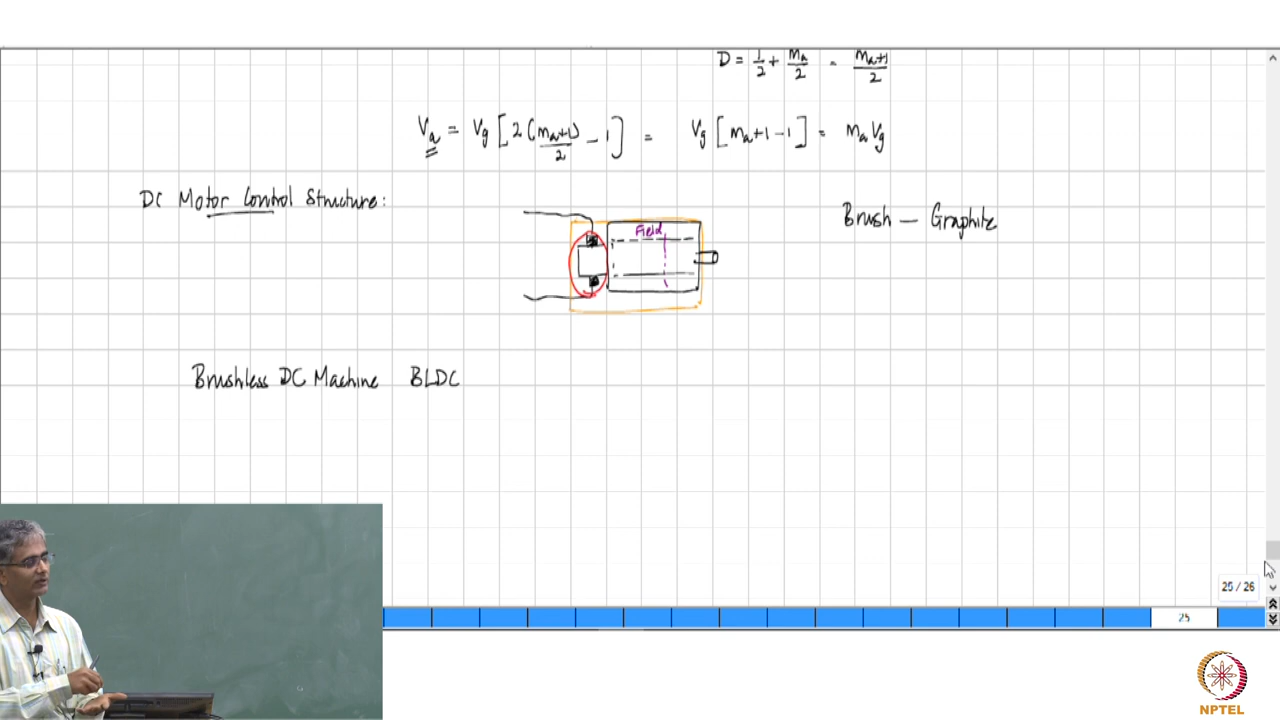 D = 1/2 + ma/2 = ma+1/2
Va = Vg [2 (ma+1)/2 - 1] = Vg [ma+1-1] = ma Vg
DC Motor Control Structure:
Brush — Graphite
Field
Brushless DC Machine BLDC
25 / 26
25
NPTEL